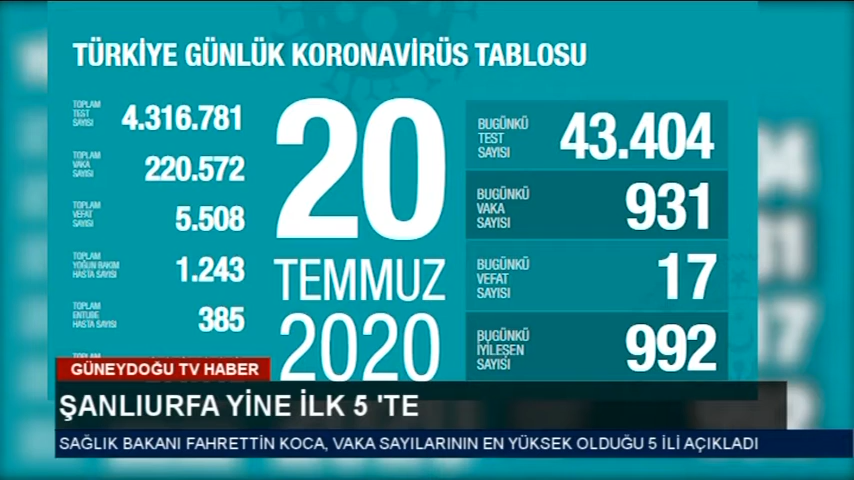 TÜRKİYE GÜNLÜK KORONAVİRÜS TABLOSU
TOPLAM
TEST
SAYISI
4.316.781
TOPLAM
VAKA
SAYISI
220.572
TOPLAM
VEFAT
SAYISI
5.508
TOPLAM
YOĞUN BAKIM
HASTA SAYISI
1.243
TOPLAM
ENTUBE
HASTA SAYISI
385
TOPLAM
20
TEMMUZ
2020
BUGÜNKÜ
TEST
SAYISI
43.404
BUGÜNKÜ
VAKA
SAYISI
931
BUGÜNKÜ
VEFAT
SAYISI
17
BUGÜNKÜ
İYİLEŞEN
SAYISI
992
GÜNEYDOĞU TV HABER
ŞANLIURFA YİNE İLK 5 'TE
SAĞLIK BAKANI FAHRETTİN KOCA, VAKA SAYILARININ EN YÜKSEK OLDUĞU 5 İLİ AÇIKLADI